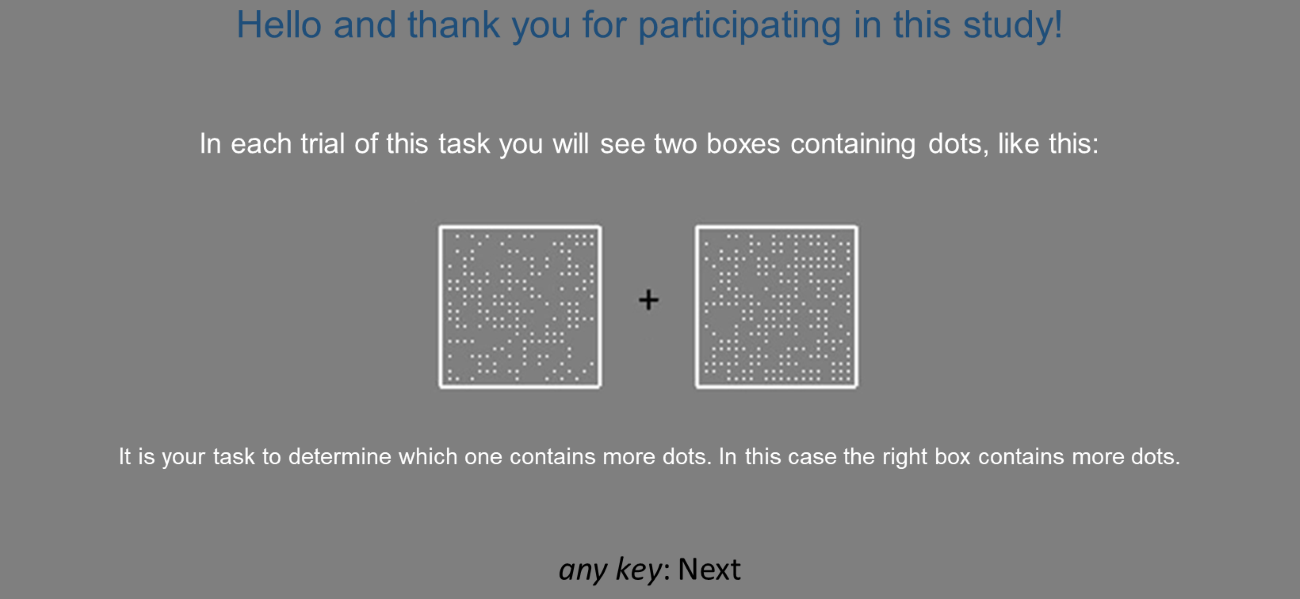 Hello and thank you for participating in this study!
In each trial of this task you will see two boxes containing dots, like this:
+
It is your task to determine which one contains more dots. In this case the right box contains more dots.
any key: Next